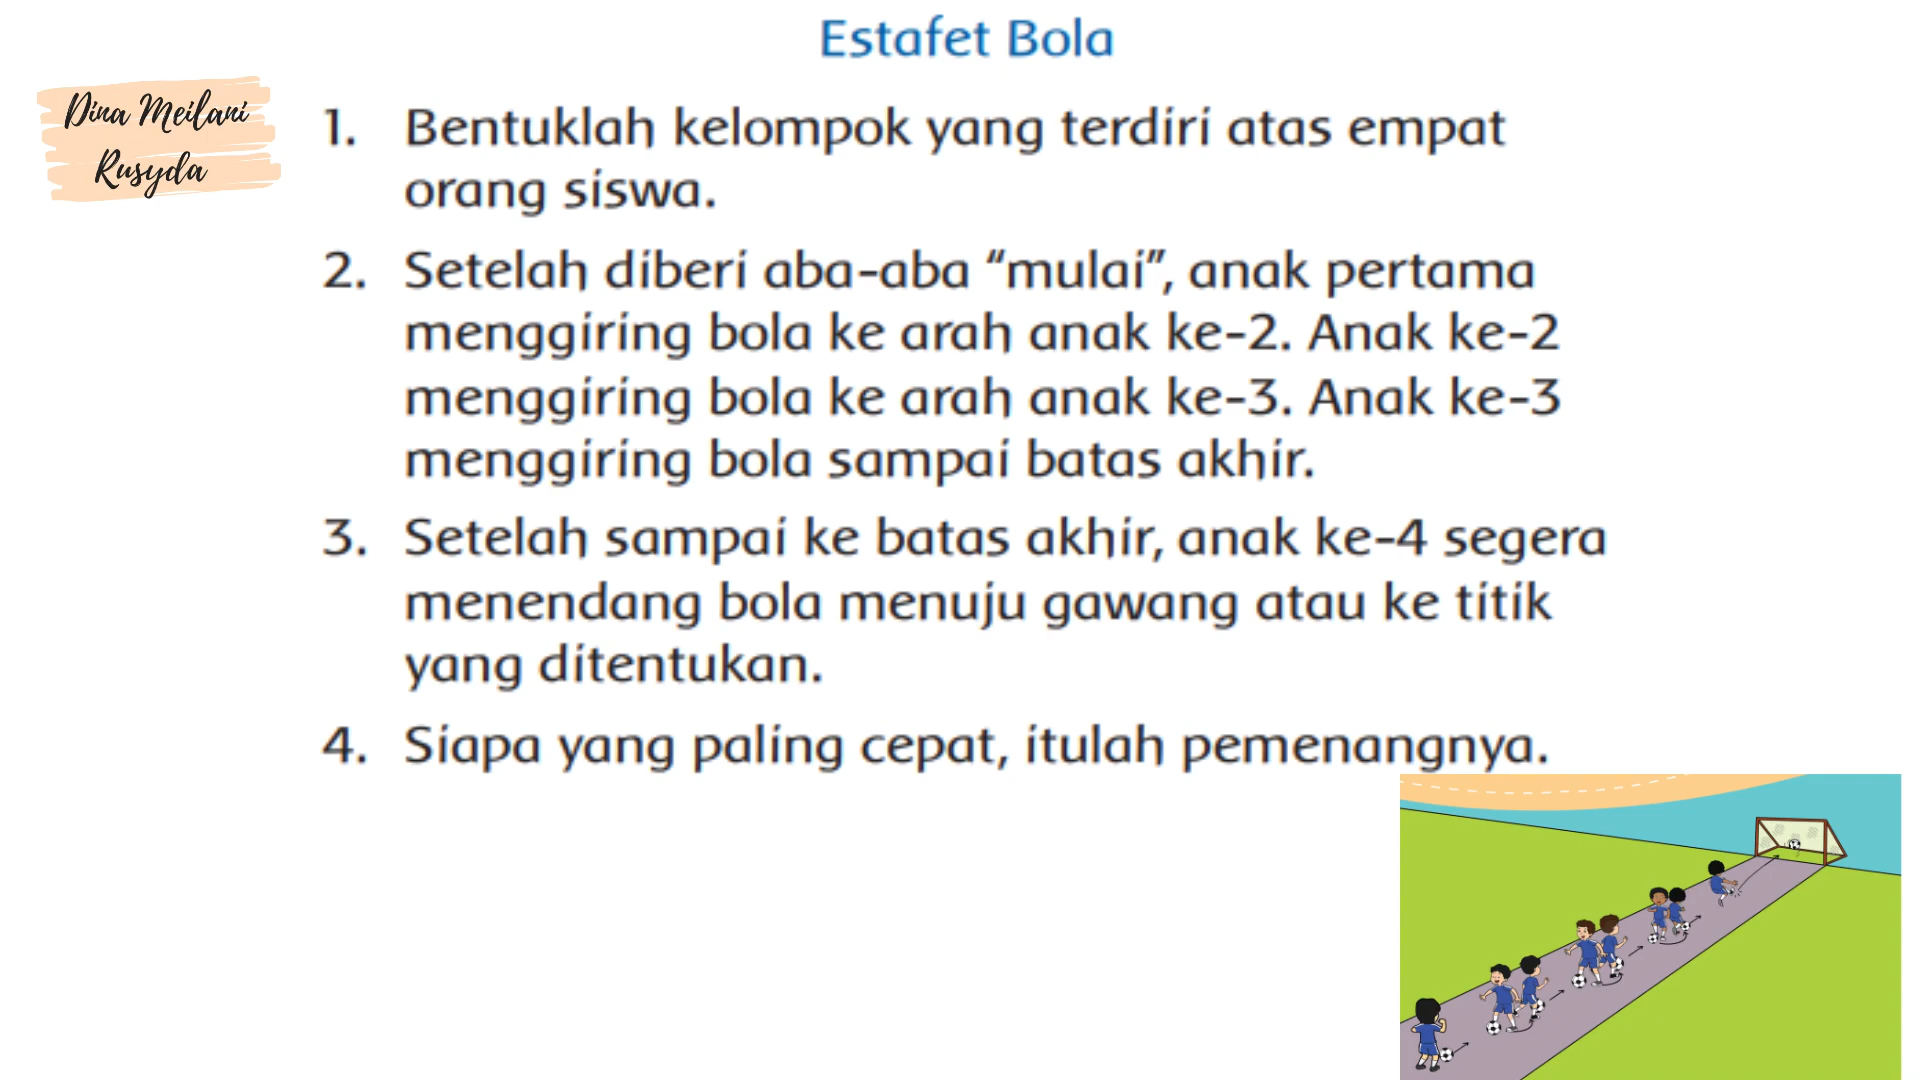 Estafet Bola
Dina Meilani
Rusyda
1. Bentuklah kelompok yang terdiri atas empat
orang siswa.
2. Setelah diberi aba-aba “mulai”, anak pertama
menggiring bola ke arah anak ke-2. Anak ke-2
menggiring bola ke arah anak ke-3. Anak ke-3
menggiring bola sampai batas akhir.
3. Setelah sampai ke batas akhir, anak ke-4 segera
menendang bola menuju gawang atau ke titik
yang ditentukan.
4. Siapa yang paling cepat, itulah pemenangnya.